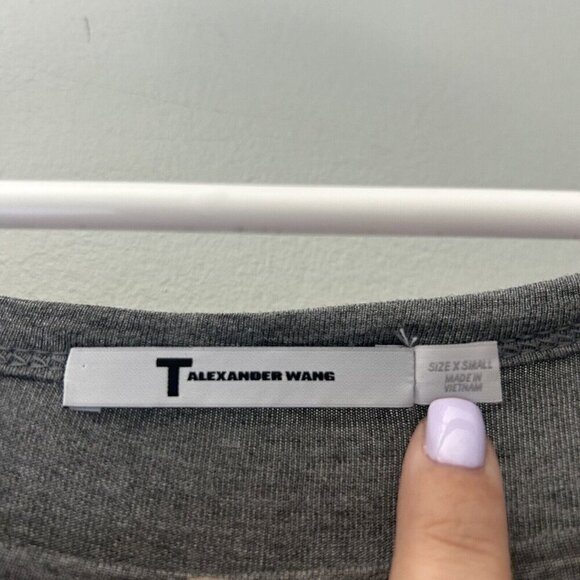 T ALEXANDER WANG
SIZE X SMALL
MADE IN
VIETNAM